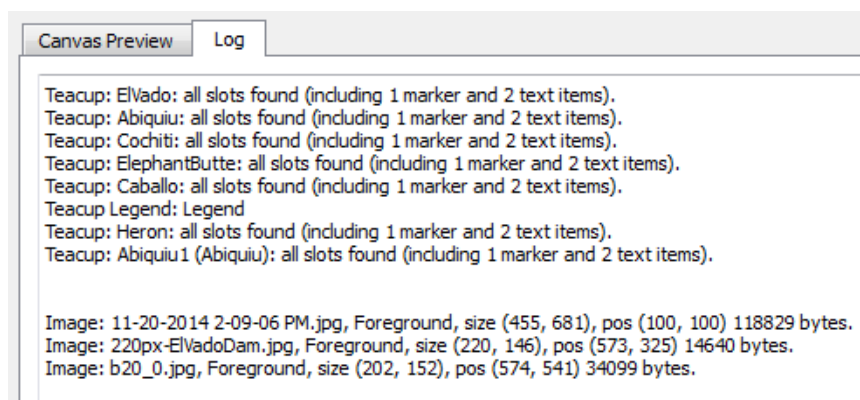 Canvas Preview Log
Teacup: ElVado: all slots found (including 1 marker and 2 text items).
Teacup: Abiquiu: all slots found (including 1 marker and 2 text items).
Teacup: Cochiti: all slots found (including 1 marker and 2 text items).
Teacup: ElephantButte: all slots found (including 1 marker and 2 text items).
Teacup: Caballo: all slots found (including 1 marker and 2 text items).
Teacup Legend: Legend
Teacup: Heron: all slots found (including 1 marker and 2 text items).
Teacup: Abiquiu1 (Abiquiu): all slots found (including 1 marker and 2 text items).
Image: 11-20-2014 2-09-06 PM.jpg, Foreground, size (455, 681), pos (100, 100) 118829 bytes.
Image: 220px-ElVadoDam.jpg, Foreground, size (220, 146), pos (573, 325) 14640 bytes.
Image: b20_0.jpg, Foreground, size (202, 152), pos (574, 541) 34099 bytes.